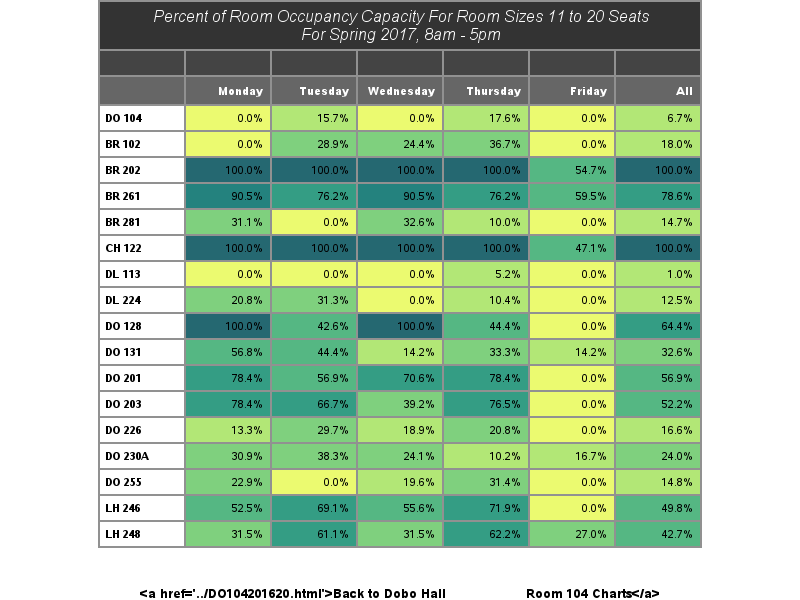 Percent of Room Occupancy Capacity For Room Sizes 11 to 20 Seats
For Spring 2017, 8am - 5pm
Monday Tuesday Wednesday Thursday Friday All
DO 104 0.0% 15.7% 0.0% 17.6% 0.0% 6.7%
BR 102 0.0% 28.9% 24.4% 36.7% 0.0% 18.0%
BR 202 100.0% 100.0% 100.0% 100.0% 54.7% 100.0%
BR 261 90.5% 76.2% 90.5% 76.2% 59.5% 78.6%
BR 281 31.1% 0.0% 32.6% 10.0% 0.0% 14.7%
CH 122 100.0% 100.0% 100.0% 100.0% 47.1% 100.0%
DL 113 0.0% 0.0% 0.0% 5.2% 0.0% 1.0%
DL 224 20.8% 31.3% 0.0% 10.4% 0.0% 12.5%
DO 128 100.0% 42.6% 100.0% 44.4% 0.0% 64.4%
DO 131 56.8% 44.4% 14.2% 33.3% 14.2% 32.6%
DO 201 78.4% 56.9% 70.6% 78.4% 0.0% 56.9%
DO 203 78.4% 66.7% 39.2% 76.5% 0.0% 52.2%
DO 226 13.3% 29.7% 18.9% 20.8% 0.0% 16.6%
DO 230A 30.9% 38.3% 24.1% 10.2% 16.7% 24.0%
DO 255 22.9% 0.0% 19.6% 31.4% 0.0% 14.8%
LH 246 52.5% 69.1% 55.6% 71.9% 0.0% 49.8%
LH 248 31.5% 61.1% 31.5% 62.2% 27.0% 42.7%
<a href='../DO104201620.html'>Back to Dobo Hall Room 104 Charts</a>